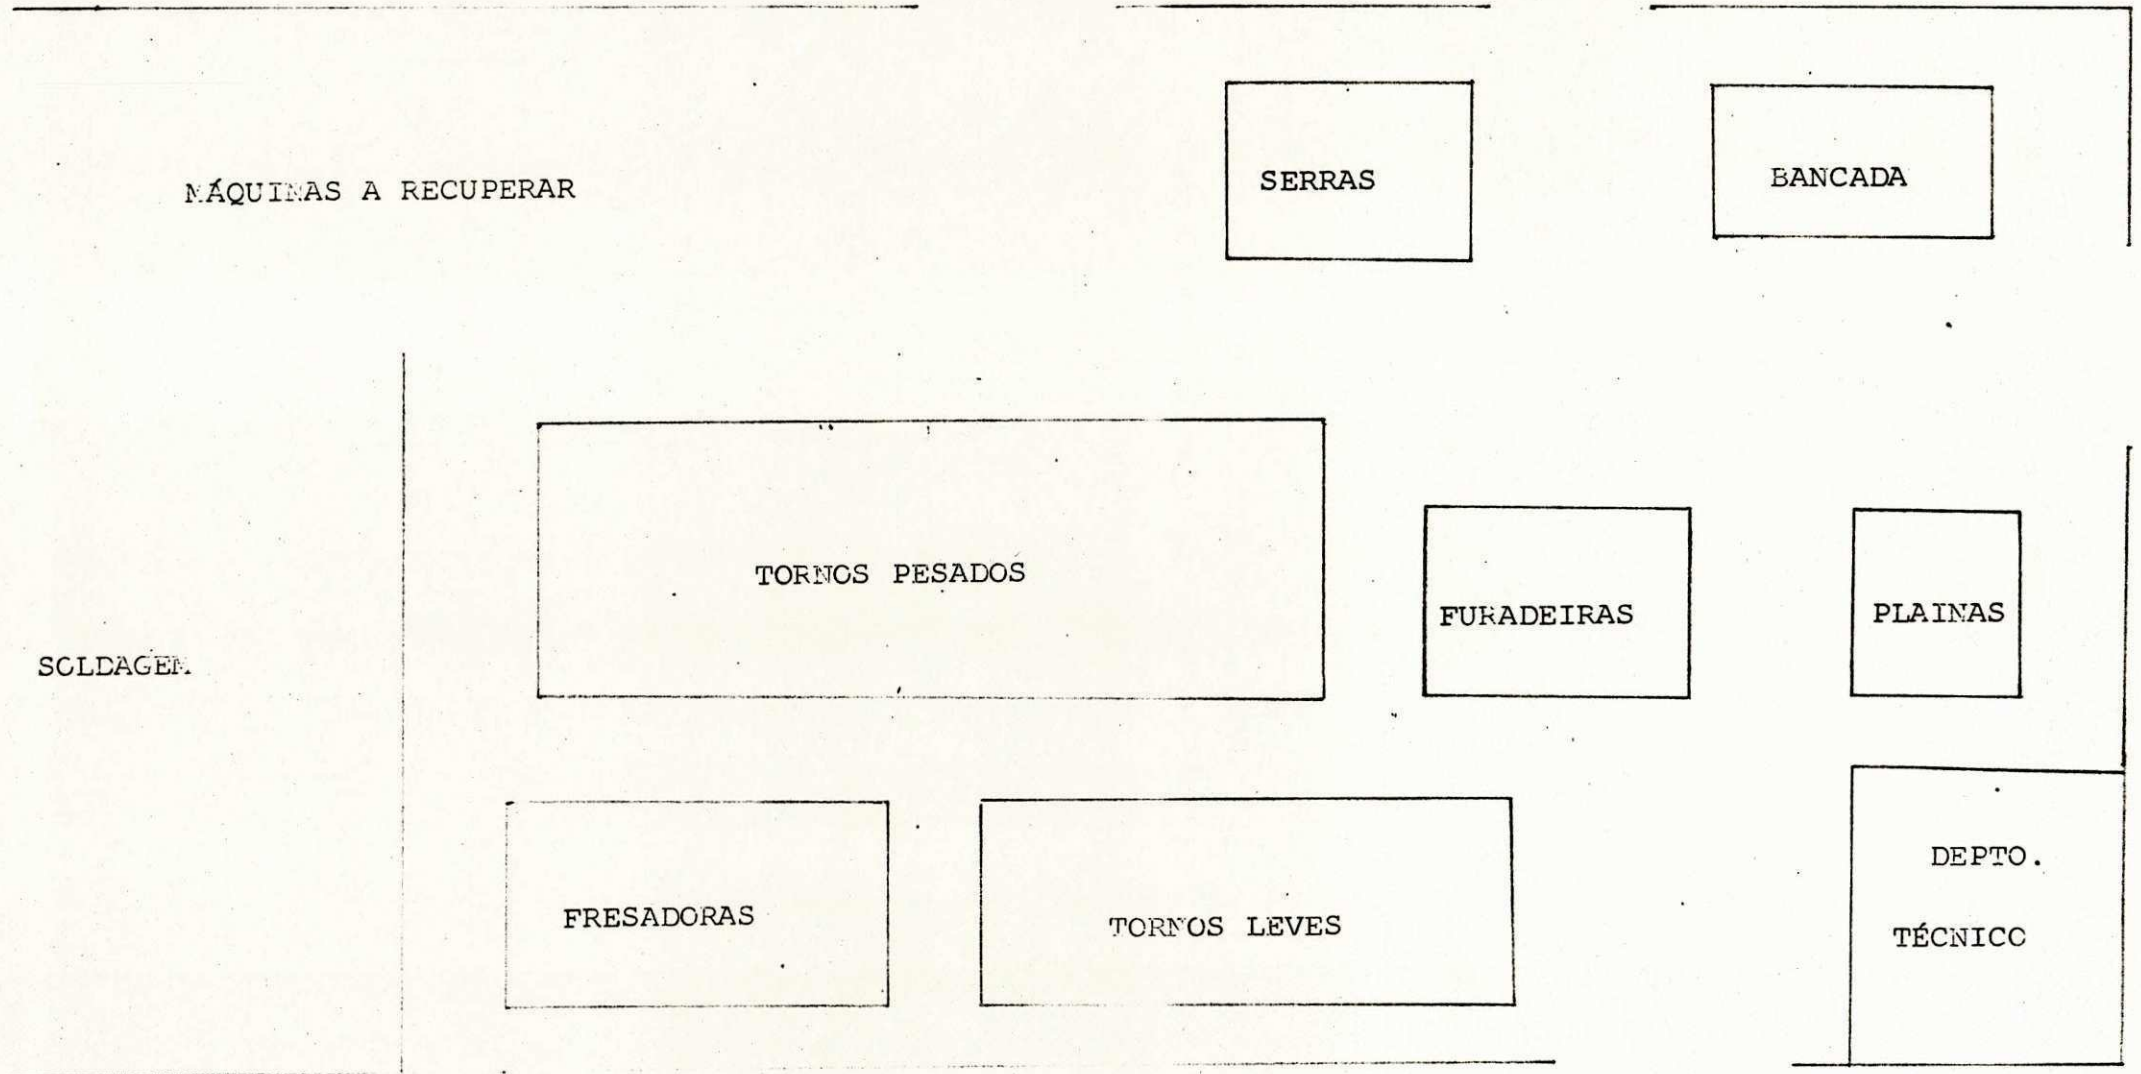 MÁQUINAS A RECUPERAR
SERRAS
BANCADA
TORNOS PESADOS
FURADEIRAS
PLAINAS
SOLDAGEM
FRESADORAS
TORNOS LEVES
DEPTO.
TÉCNICO